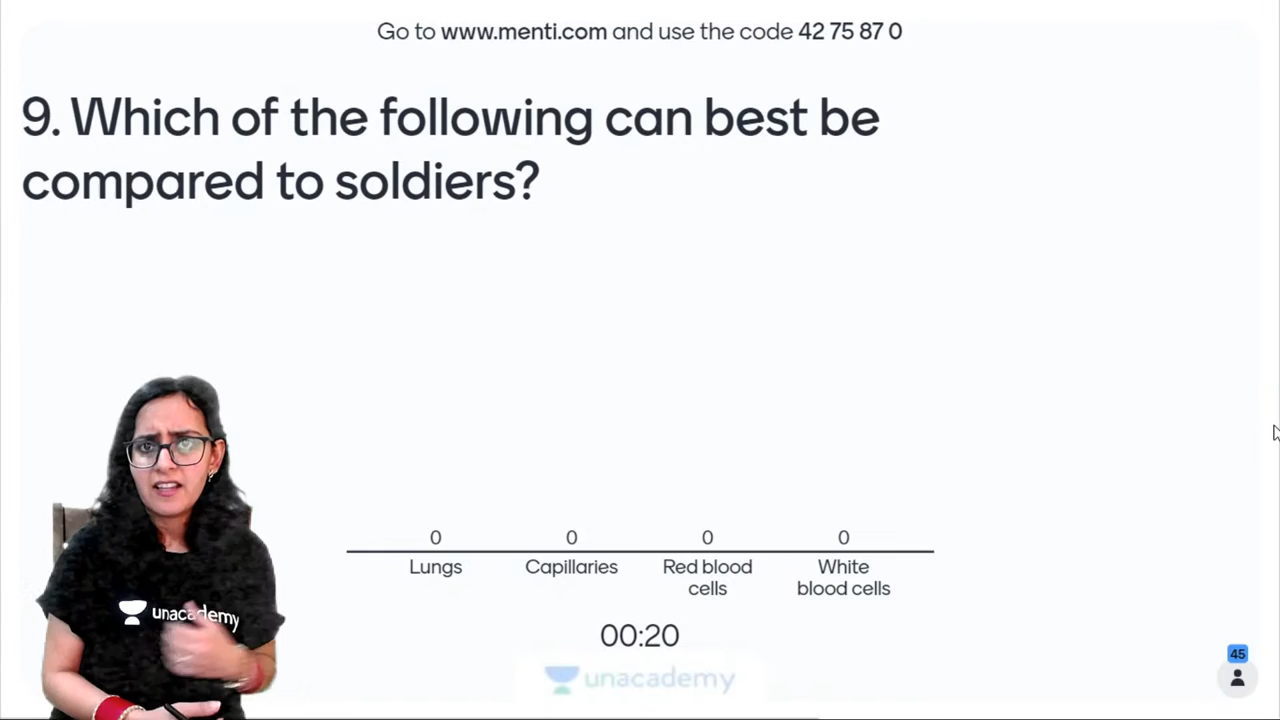 Go to www.menti.com and use the code 42 75 87 0
9. Which of the following can best be
compared to soldiers?
0 0 0 0
Lungs Capillaries Red blood White
cells blood cells
00:20
unacademy
unacademy
45